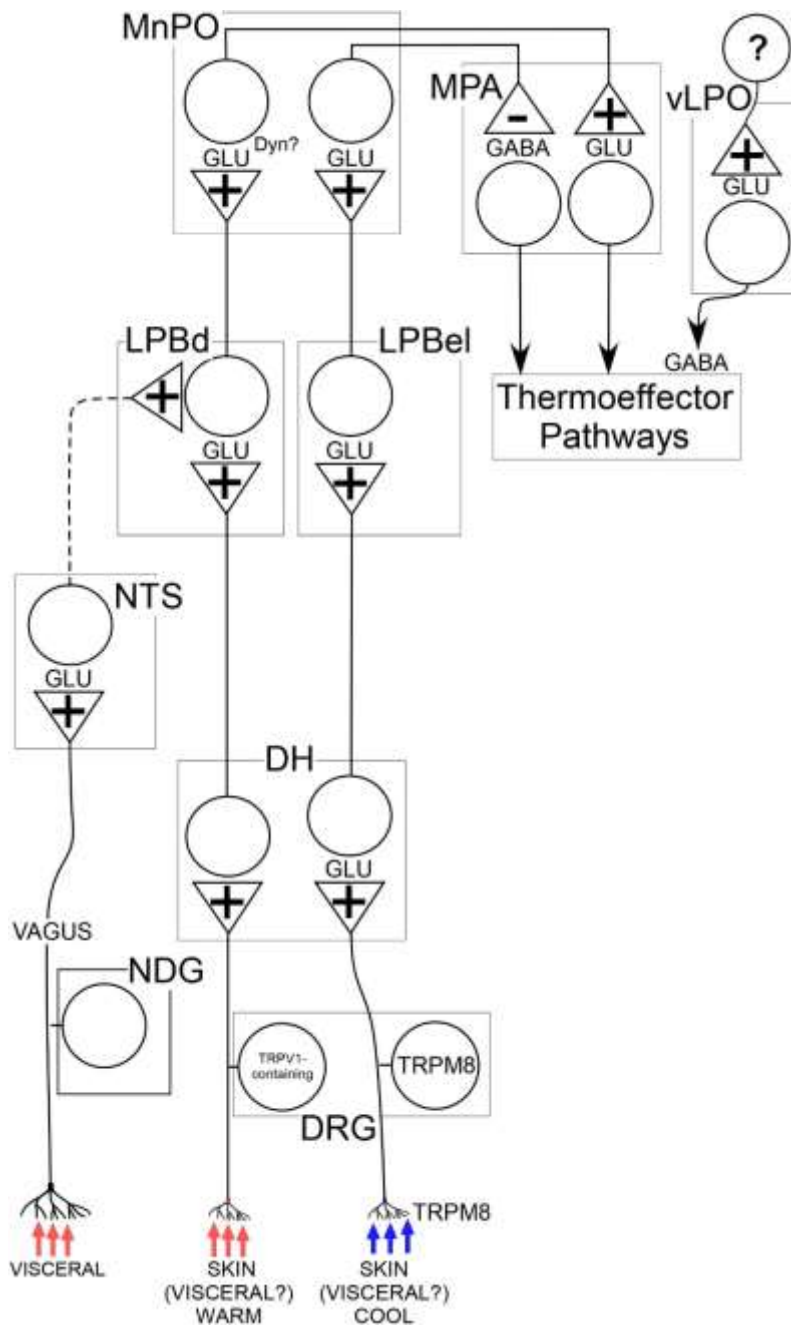 MnPO
?
MPA
vLPO
Dyn?
GLU
GLU
+
+
-
+
GABA
GLU
+
GLU
LPBd
LPBel
GABA
Thermoeffector
Pathways
+
GLU
GLU
+
+
NTS
GLU
+
DH
GLU
+
+
VAGUS
NDG
TRPV1-
containing
TRPM8
DRG
TRPM8
VISCERAL
SKIN
(VISCERAL?)
WARM
SKIN
(VISCERAL?)
COOL